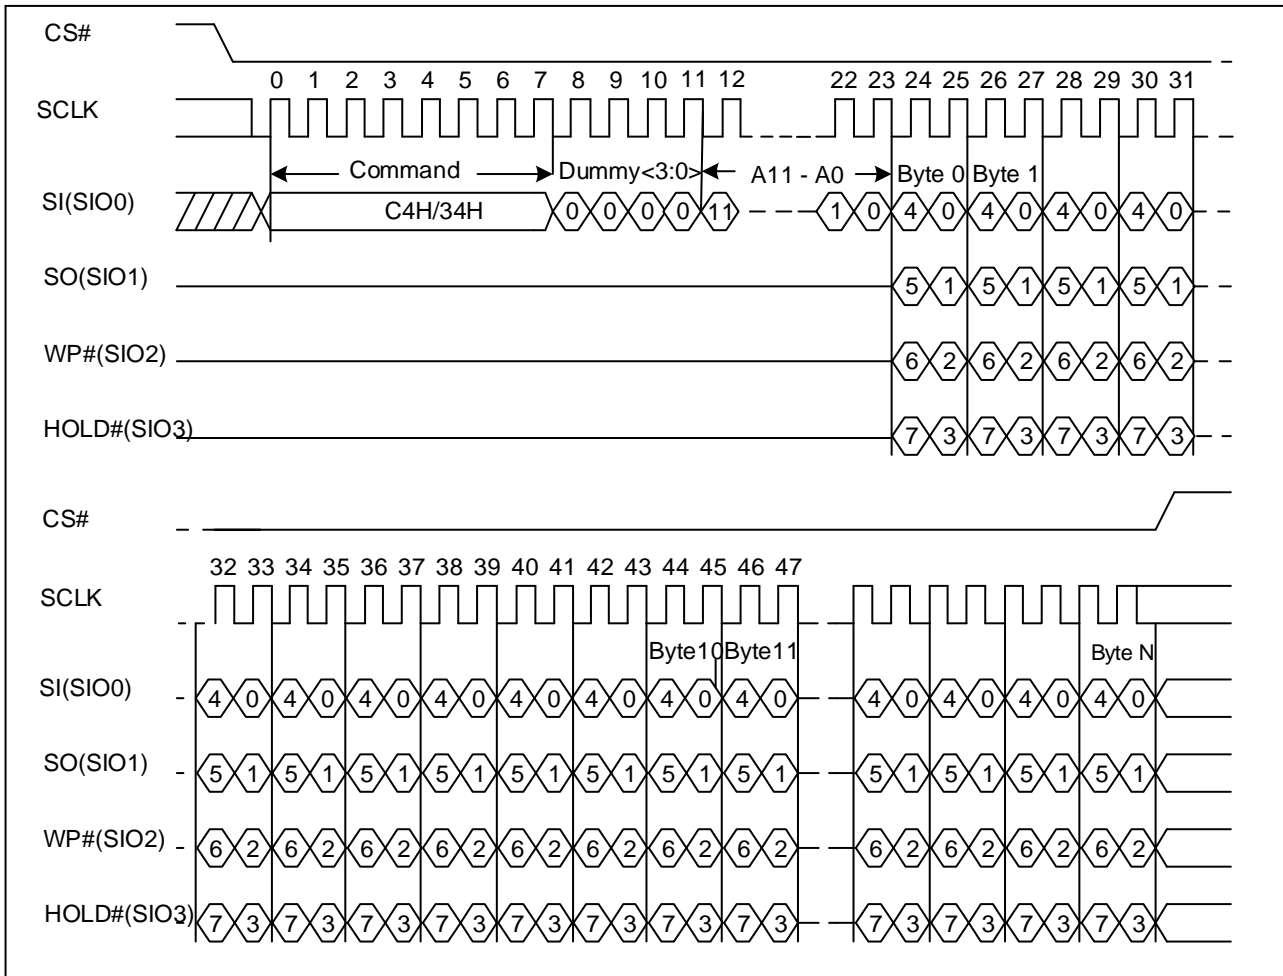 CS#
0 1 2 3 4 5 6 7 8 9 10 11 12 22 23 24 25 26 27 28 29 30 31
SCLK
Command Dummy<3:0> A11 - A0 Byte 0 Byte 1
SI(SIO0) C4H/34H 0 0 0 0 11 1 0 4 0 4 0 4 0 4 0
SO(SIO1) 5 1 5 1 5 1 5 1
WP#(SIO2) 6 2 6 2 6 2 6 2
HOLD#(SIO3) 7 3 7 3 7 3 7 3
CS#
32 33 34 35 36 37 38 39 40 41 42 43 44 45 46 47
SCLK
Byte10 Byte11 Byte N
SI(SIO0) 4 0 4 0 4 0 4 0 4 0 4 0 4 0 4 0 4 0 4 0 4 0 4 0
SO(SIO1) 5 1 5 1 5 1 5 1 5 1 5 1 5 1 5 1 5 1 5 1 5 1 5 1
WP#(SIO2) 6 2 6 2 6 2 6 2 6 2 6 2 6 2 6 2 6 2 6 2 6 2 6 2
HOLD#(SIO3) 7 3 7 3 7 3 7 3 7 3 7 3 7 3 7 3 7 3 7 3 7 3 7 3